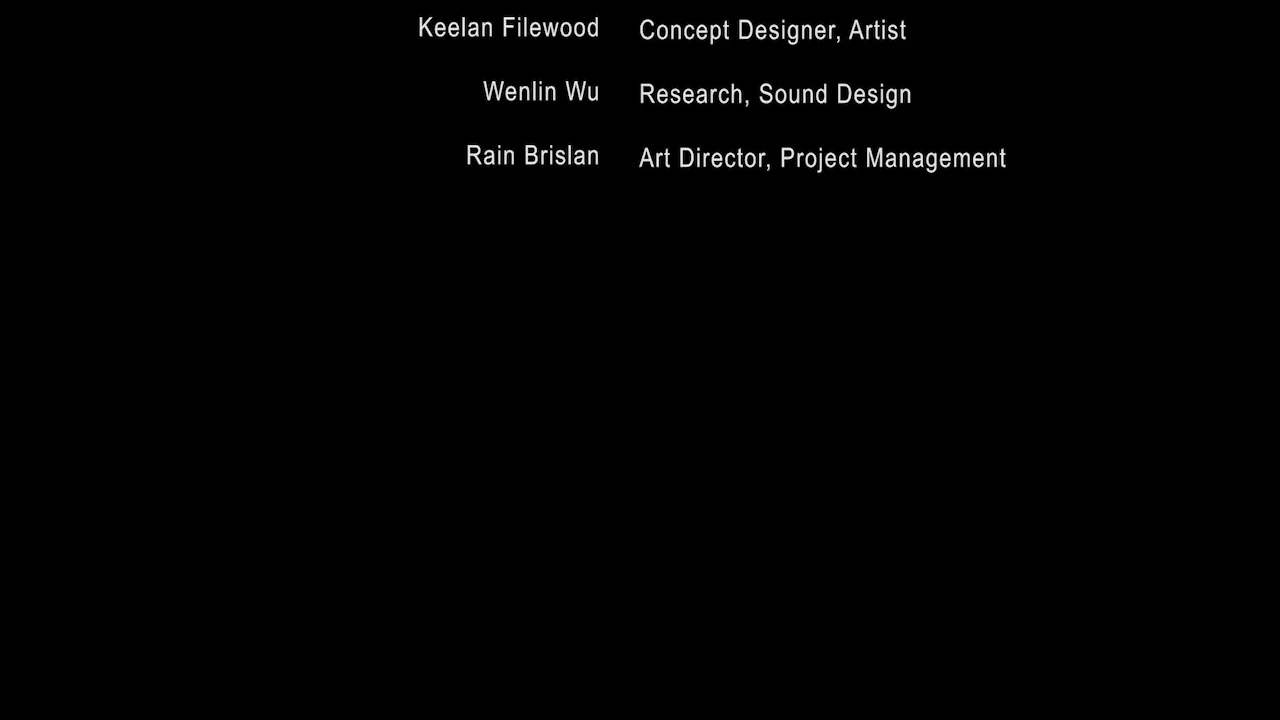 Keelan Filewood Concept Designer, Artist
Wenlin Wu Research, Sound Design
Rain Brislan Art Director, Project Management